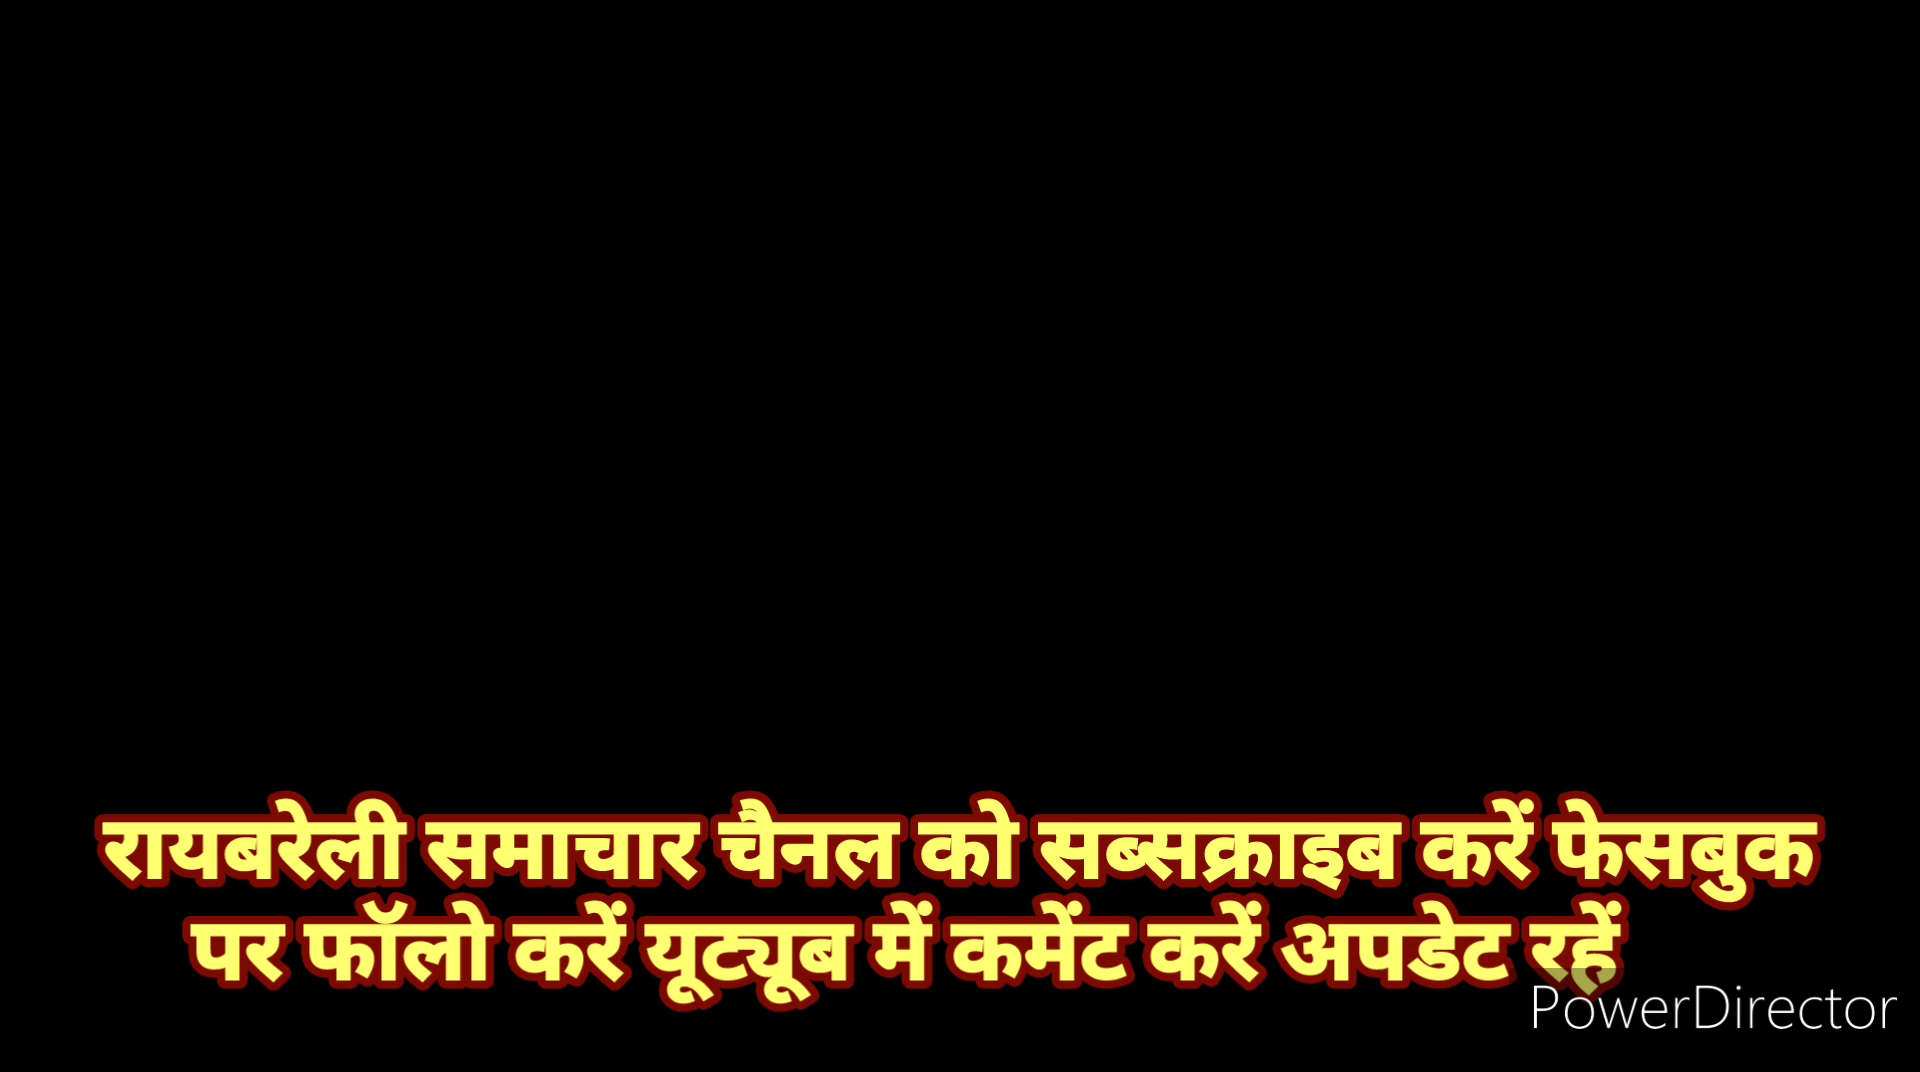 रायबरेली समाचार चैनल को सब्सक्राइब करें फेसबुक
पर फॉलो करें यूट्यूब में कमेंट करें अपडेट रहें
PowerDirector